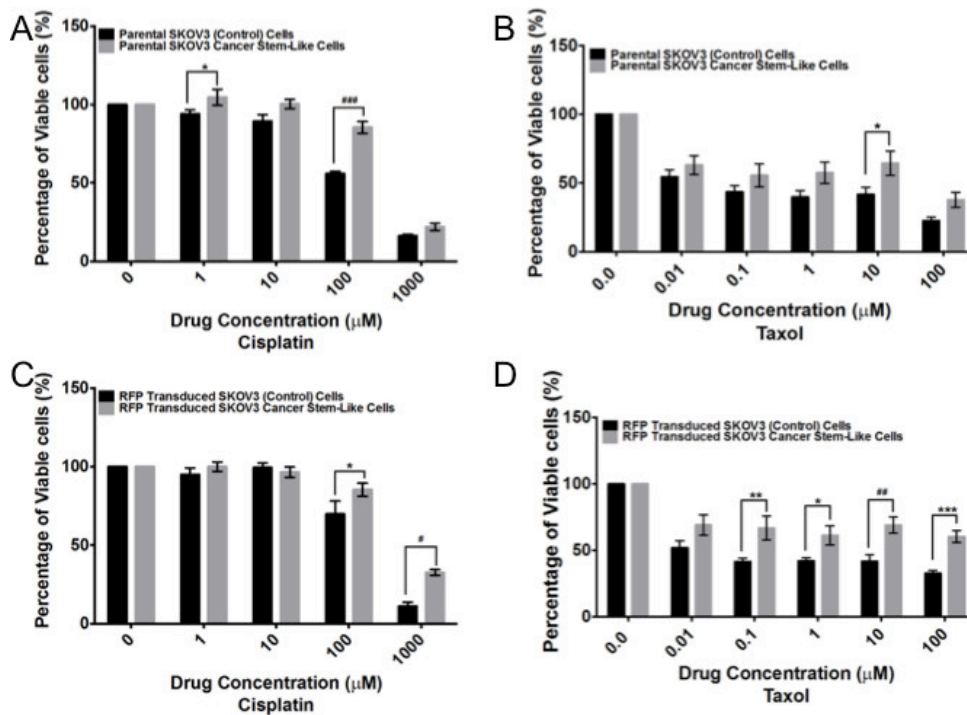 A
Percentage of Viable cells (%)
150
100
50
0
Parental SKOV3 (Control) Cells
Parental SKOV3 Cancer Stem-Like Cells
*
###
0
1
10
100
1000
Drug Concentration (μM)
Cisplatin
B
Percentage of Viable cells (%)
150
100
50
0
Parental SKOV3 (Control) Cells
Parental SKOV3 Cancer Stem-Like Cells
*
0.0
0.01
0.1
1
10
100
Drug Concentration (μM)
Taxol
C
Percentage of Viable cells (%)
150
100
50
0
RFP Transduced SKOV3 (Control) Cells
RFP Transduced SKOV3 Cancer Stem-Like Cells
*
#
0
1
10
100
1000
Drug Concentration (μM)
Cisplatin
D
Percentage of Viable cells (%)
150
100
50
0
RFP Transduced SKOV3 (Control) Cells
RFP Transduced SKOV3 Cancer Stem-Like Cells
**
*
##
***
0.0
0.01
0.1
1
10
100
Drug Concentration (μM)
Taxol